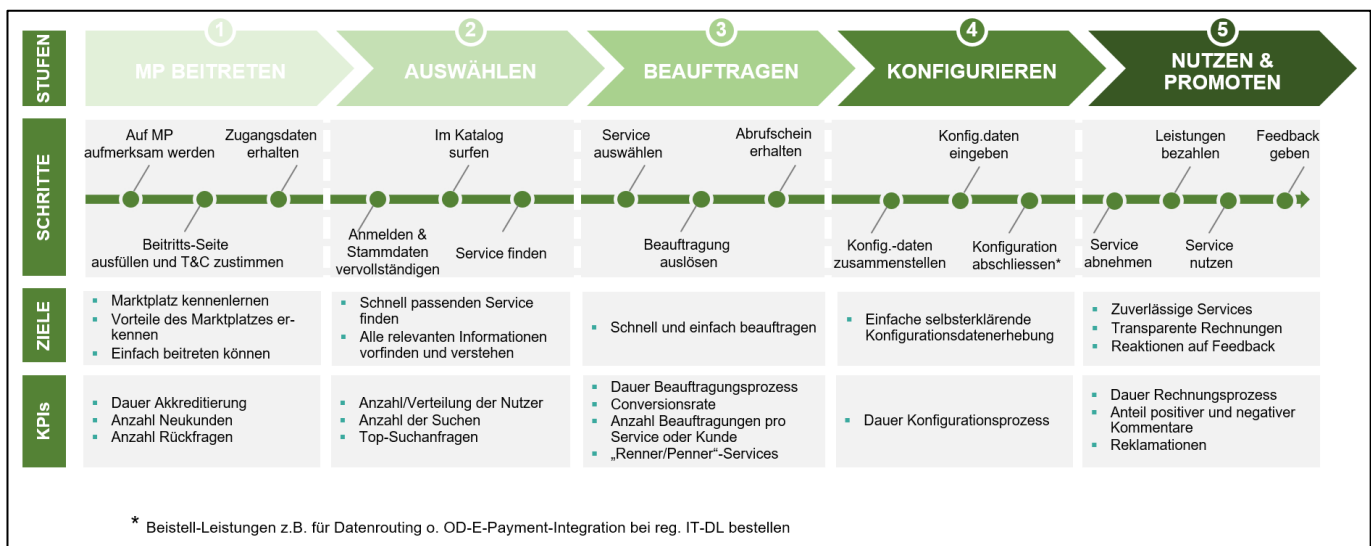 STUFEN
1
MP BEITRETEN
2
AUSWÄHLEN
3
BEAUFTRAGEN
4
KONFIGURIEREN
5
NUTZEN &
PROMOTEN
SCHRITTE
Auf MP
aufmerksam werden
Zugangsdaten
erhalten
Beitritts-Seite
ausfüllen und T&C zustimmen
Im Katalog
surfen
Anmelden &
Stammdaten
vervollständigen
Service finden
Service
auswählen
Abrufschein
erhalten
Beauftragung
auslösen
Konfig.daten
eingeben
Konfig.-daten
zusammenstellen
Konfiguration
abschliessen*
Leistungen
bezahlen
Feedback
geben
Service
abnehmen
Service
nutzen
ZIELE
▪ Marktplatz kennenlernen
▪ Vorteile des Marktplatzes er-
kennen
▪ Einfach beitreten können
▪ Schnell passenden Service
finden
▪ Alle relevanten Informationen
vorfinden und verstehen
▪ Schnell und einfach beauftragen
▪ Einfache selbsterklärende
Konfigurationsdatenerhebung
▪ Zuverlässige Services
▪ Transparente Rechnungen
▪ Reaktionen auf Feedback
KPIs
▪ Dauer Akkreditierung
▪ Anzahl Neukunden
▪ Anzahl Rückfragen
▪ Anzahl/Verteilung der Nutzer
▪ Anzahl der Suchen
▪ Top-Suchanfragen
▪ Dauer Beauftragungsprozess
▪ Conversionsrate
▪ Anzahl Beauftragungen pro
Service oder Kunde
▪ „Renner/Penner“-Services
▪ Dauer Konfigurationsprozess
▪ Dauer Rechnungsprozess
▪ Anteil positiver und negativer
Kommentare
▪ Reklamationen
* Beistell-Leistungen z.B. für Datenrouting o. OD-E-Payment-Integration bei reg. IT-DL bestellen